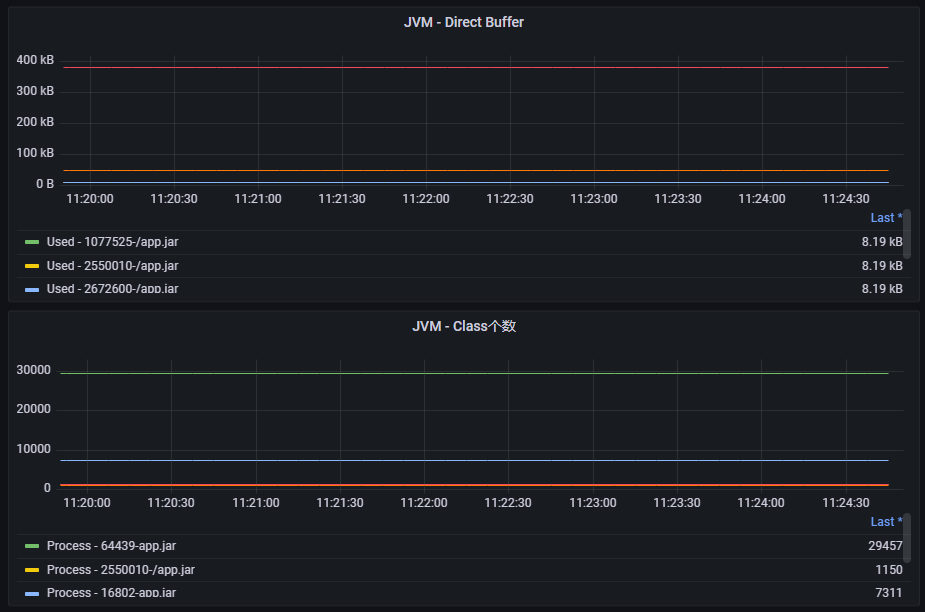 JVM - Direct Buffer
400 kB
300 kB
200 kB
100 kB
0 B
11:20:00 11:20:30 11:21:00 11:21:30 11:22:00 11:22:30 11:23:00 11:23:30 11:24:00 11:24:30
Last *
Used - 1077525-/app.jar 8.19 kB
Used - 2550010-/app.jar 8.19 kB
Used - 2672600-/app.jar 8.19 kB
JVM - Class个数
30000
20000
10000
0
11:20:00 11:20:30 11:21:00 11:21:30 11:22:00 11:22:30 11:23:00 11:23:30 11:24:00 11:24:30
Last *
Process - 64439-app.jar 29457
Process - 2550010-/app.jar 1150
Process - 16802-app.jar 7311